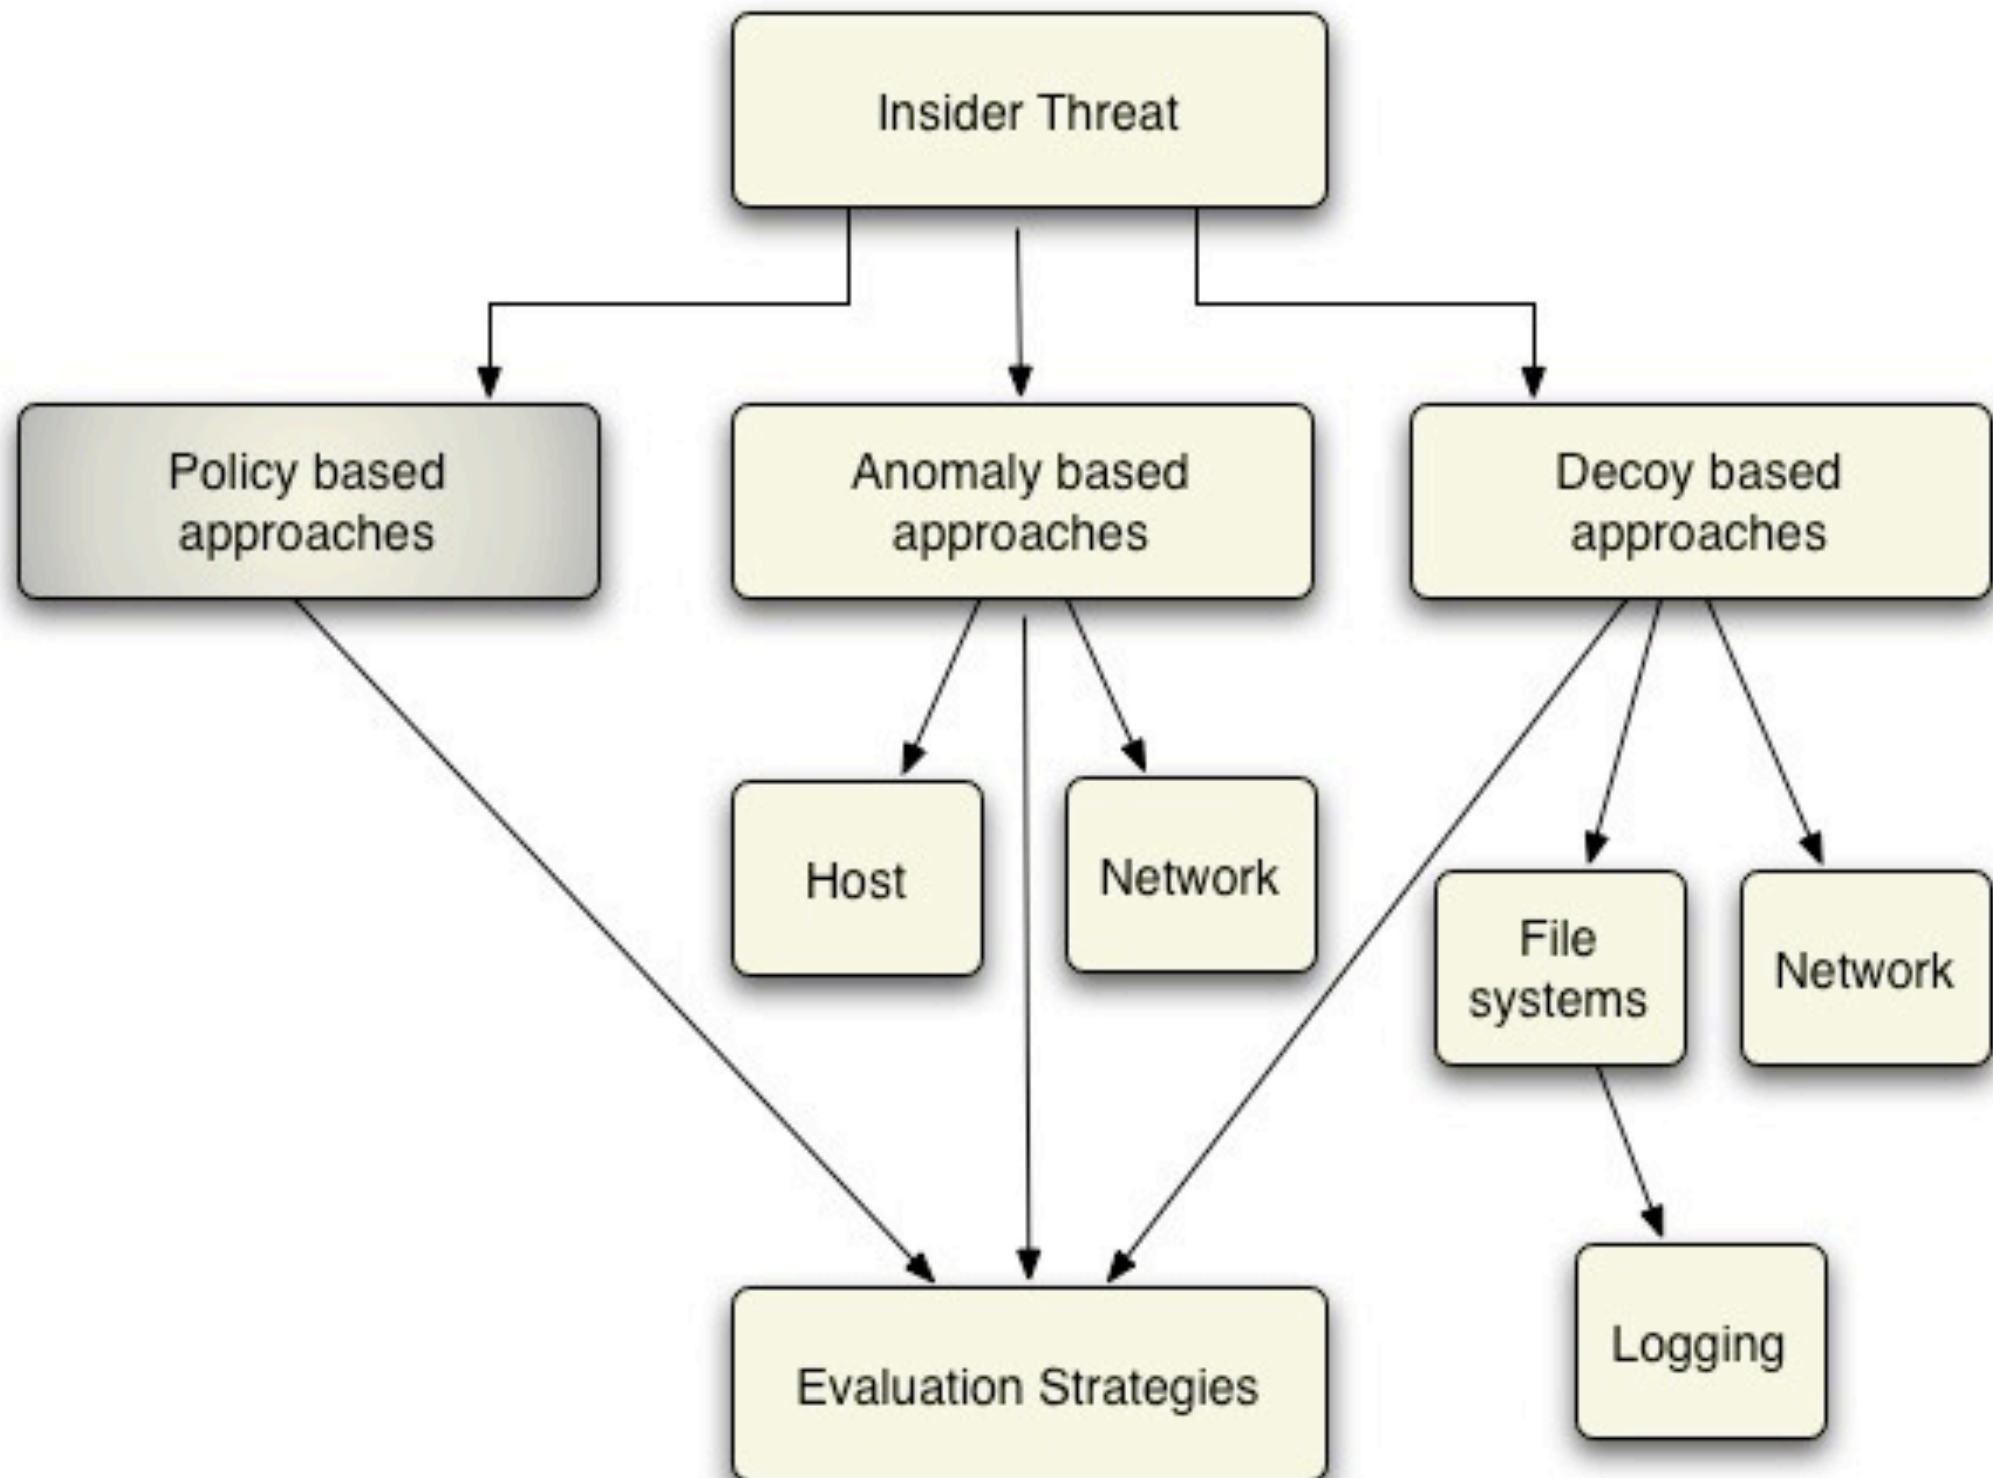 Insider Threat
Policy based
approaches
Anomaly based
approaches
Decoy based
approaches
Host
Network
File
systems
Network
Evaluation Strategies
Logging